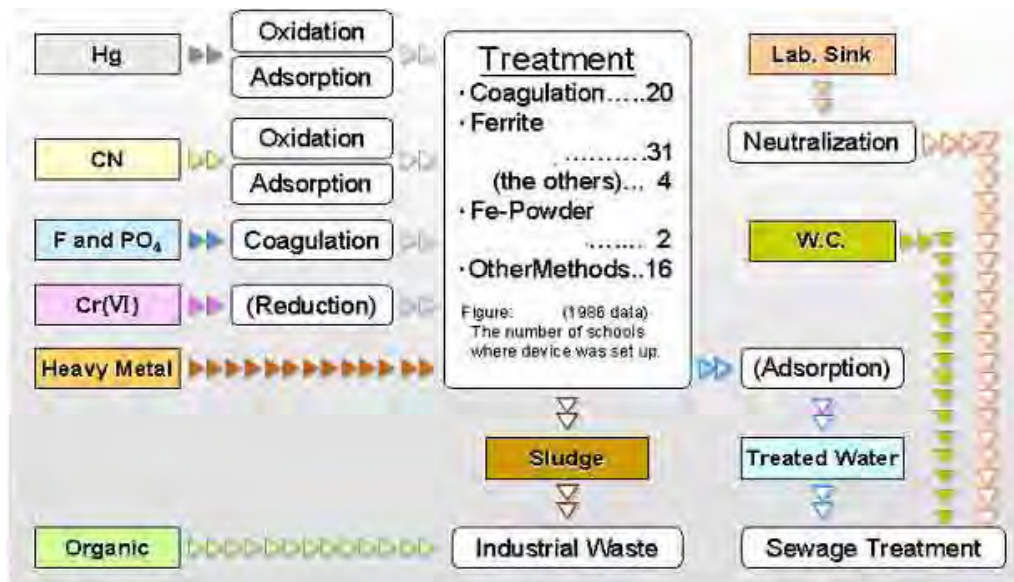 Hg
Oxidation
Adsorption
CN
Oxidation
Adsorption
F and PO₄
Coagulation
Cr(VI)
(Reduction)
Heavy Metal
Organic
Treatment
・Coagulation.....20
・Ferrite
..........31
(the others)... 4
・Fe-Powder
....... 2
・OtherMethods..16
Figure: (1986 data)
The number of schools
where device was set up.
Sludge
Industrial Waste
Lab. Sink
Neutralization
W.C.
(Adsorption)
Treated Water
Sewage Treatment